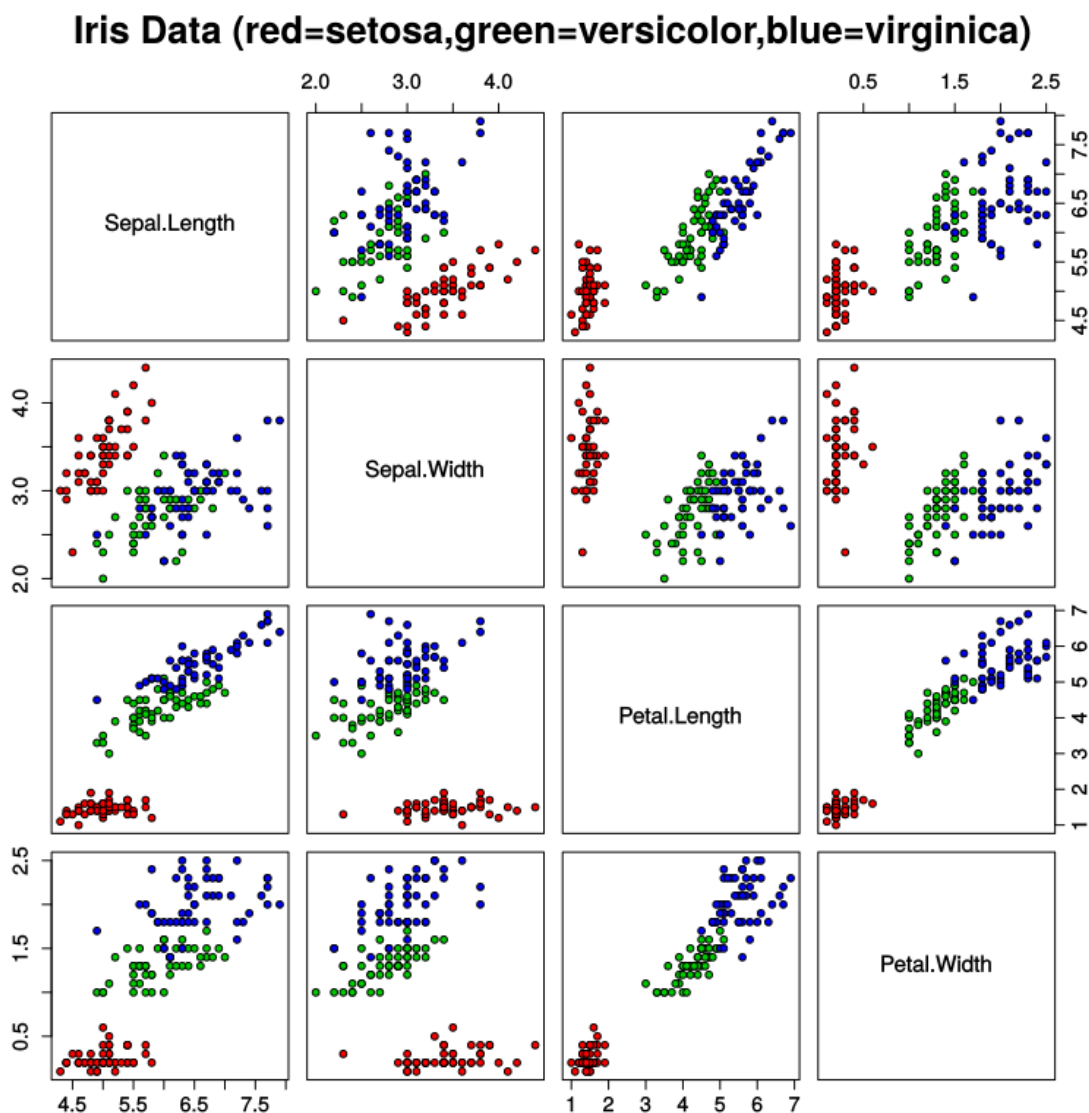 Iris Data (red=setosa,green=versicolor,blue=virginica)
2.0 3.0 4.0
0.5 1.5 2.5
Sepal.Length
4.5 5.5 6.5 7.5
2.0 3.0 4.0
Sepal.Width
Petal.Length
1 2 3 4 5 6 7
0.5 1.5 2.5
Petal.Width
4.5 5.5 6.5 7.5
1 2 3 4 5 6 7